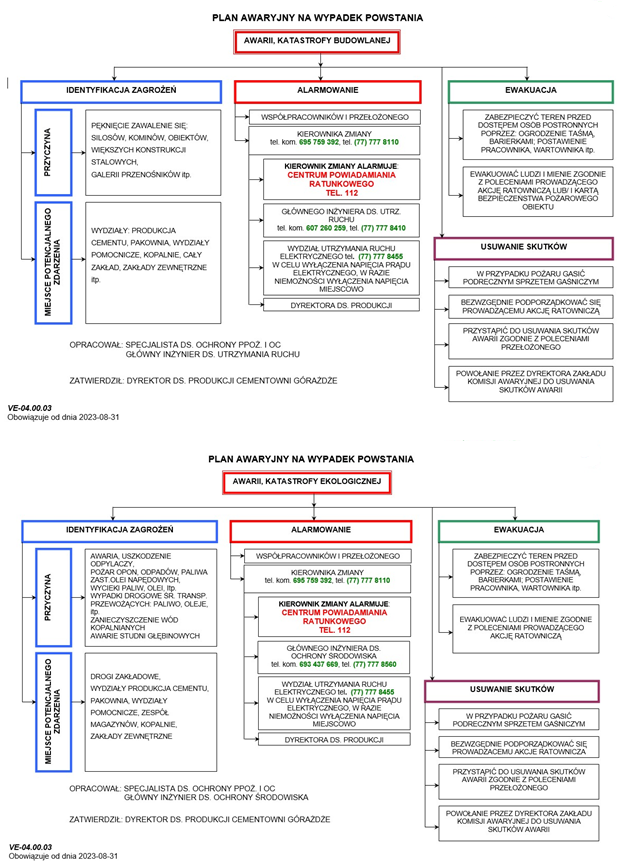 PLAN AWARYJNY NA WYPADEK POWSTANIA
AWARII, KATASTROFY BUDOWLANEJ
IDENTYFIKACJA ZAGROŻEŃ
PRZYCZYNA
PĘKNIĘCIE ZAWALENIE SIĘ:
SILOSÓW, KOMINÓW, OBIEKTÓW,
WIĘKSZYCH KONSTRUKCJI
STALOWYCH,
GALERII PRZENOŚNIKÓW itp.
MIEJSCE POTENCJALNEGO
ZDARZENIA
WYDZIAŁY: PRODUKCJA
CEMENTU, PAKOWNIA, WYDZIAŁY
POMOCNICZE, KOPALNIE, CAŁY
ZAKŁAD, ZAKŁADY ZEWNĘTRZNE
itp.
ALARMOWANIE
WSPÓŁPRACOWNIKÓW I PRZEŁOŻONEGO
KIEROWNIKA ZMIANY
tel. kom. 695 759 392, tel. (77) 777 8110
KIEROWNIK ZMIANY ALARMUJE:
CENTRUM POWIADAMIANIA
RATUNKOWEGO
TEL. 112
GŁÓWNEGO INŻYNIERA DS. UTRZ.
RUCHU
tel. kom. 607 260 259, tel. (77) 777 8410
WYDZIAŁ UTRZYMANIA RUCHU
ELEKTRYCZNEGO tel. (77) 777 8455
W CELU WYŁĄCZENIA NAPIĘCIA PRĄDU
ELEKTRYCZNEGO, W RAZIE
NIEMOŻNOŚCI WYŁĄCZENIA NAPIĘCIA
MIEJSCOWO
DYREKTORA DS. PRODUKCJI
EWAKUACJA
ZABEZPIECZYĆ TEREN PRZED
DOSTĘPEM OSÓB POSTRONNYCH
POPRZEZ: OGRODZENIE TAŚMĄ,
BARIERKAMI; POSTAWIENIE
PRACOWNIKA, WARTOWNIKA itp.
EWAKUOWAĆ LUDZI I MIENIE ZGODNIE
Z POLECENIAMI PROWADZĄCEGO
AKCJĘ RATOWNICZĄ LUB/ I KARTĄ
BEZPIECZEŃSTWA POŻAROWEGO
OBIEKTU
USUWANIE SKUTKÓW
W PRZYPADKU POŻARU GASIĆ
PODRĘCZNYM SPRZĘTEM GAŚNICZYM
BEZWZGLĘDNIE PODPORZĄDKOWAĆ SIĘ
PROWADZĄCEMU AKCJĘ RATOWNICZĄ
PRZYSTĄPIĆ DO USUWANIA SKUTKÓW
AWARII ZGODNIE Z POLECENIAMI
PRZEŁOŻONEGO
POWOŁANIE PRZEZ DYREKTORA ZAKŁADU
KOMISJI AWARYJNEJ DO USUWANIA
SKUTKÓW AWARII
OPRACOWAŁ: SPECJALISTA DS. OCHRONY PPOŻ. I OC
GŁÓWNY INŻYNIER DS. UTRZYMANIA RUCHU
ZATWIERDZIŁ: DYREKTOR DS. PRODUKCJI CEMENTOWNI GÓRAŻDŻE
VE-04.00.03
Obowiązuje od dnia 2023-08-31
PLAN AWARYJNY NA WYPADEK POWSTANIA
AWARII, KATASTROFY EKOLOGICZNEJ
IDENTYFIKACJA ZAGROŻEŃ
PRZYCZYNA
AWARIA, USZKODZENIE
ODPYLACZY,
POŻAR OPON, ODPADÓW, PALIWA
ZAST.OLEI NAPĘDOWYCH,
WYCIEKI PALIW, OLEI, itp.
WYPADKI DROGOWE ŚR. TRANSP.
PRZEWOŻĄCYCH: PALIWO, OLEJE,
itp.
ZANIECZYSZCZENIE WÓD
KOPALNIANYCH
AWARIE STUDNI GŁĘBINOWYCH
MIEJSCE POTENCJALNEGO
ZDARZENIA
DROGI ZAKŁADOWE,
WYDZIAŁY PRODUKCJA CEMENTU,
PAKOWNIA, WYDZIAŁY
POMOCNICZE, ZESPÓŁ
MAGAZYNÓW, KOPALNIE,
ZAKŁADY ZEWNĘTRZNE
ALARMOWANIE
WSPÓŁPRACOWNIKÓW I PRZEŁOŻONEGO
KIEROWNIKA ZMIANY
tel. kom. 695 759 392, tel. (77) 777 8110
KIEROWNIK ZMIANY ALARMUJE:
CENTRUM POWIADAMIANIA
RATUNKOWEGO
TEL. 112
GŁÓWNEGO INŻYNIERA DS.
OCHRONY ŚRODOWISKA
tel. kom. 693 437 669, tel. (77) 777 8560
WYDZIAŁ UTRZYMANIA RUCHU
ELEKTRYCZNEGO tel. (77) 777 8455
W CELU WYŁĄCZENIA NAPIĘCIA PRĄDU
ELEKTRYCZNEGO, W RAZIE
NIEMOŻNOŚCI WYŁĄCZENIA NAPIĘCIA
MIEJSCOWO
DYREKTORA DS. PRODUKCJI
EWAKUACJA
ZABEZPIECZYĆ TEREN PRZED
DOSTĘPEM OSÓB POSTRONNYCH
POPRZEZ: OGRODZENIE TAŚMĄ,
BARIERKAMI; POSTAWIENIE
PRACOWNIKA, WARTOWNIKA itp.
EWAKUOWAĆ LUDZI I MIENIE ZGODNIE
Z POLECENIAMI PROWADZĄCEGO
AKCJĘ RATOWNICZĄ
USUWANIE SKUTKÓW
W PRZYPADKU POŻARU GASIĆ
PODRĘCZNYM SPRZĘTEM GAŚNICZYM
BEZWZGLĘDNIE PODPORZĄDKOWAĆ SIĘ
PROWADZĄCEMU AKCJE RATOWNICZA
PRZYSTĄPIĆ DO USUWANIA SKUTKÓW
AWARII ZGODNIE Z POLECENIAMI
PRZEŁOŻONEGO
POWOŁANIE PRZEZ DYREKTORA ZAKŁADU
KOMISJI AWARYJNEJ DO USUWANIA
SKUTKÓW AWARII
OPRACOWAŁ: SPECJALISTA DS. OCHRONY PPOŻ. I OC
GŁÓWNY INŻYNIER DS. OCHRONY ŚRODOWISKA
ZATWIERDZIŁ: DYREKTOR DS. PRODUKCJI CEMENTOWNI GÓRAŻDŻE
VE-04.00.03
Obowiązuje od dnia 2023-08-31